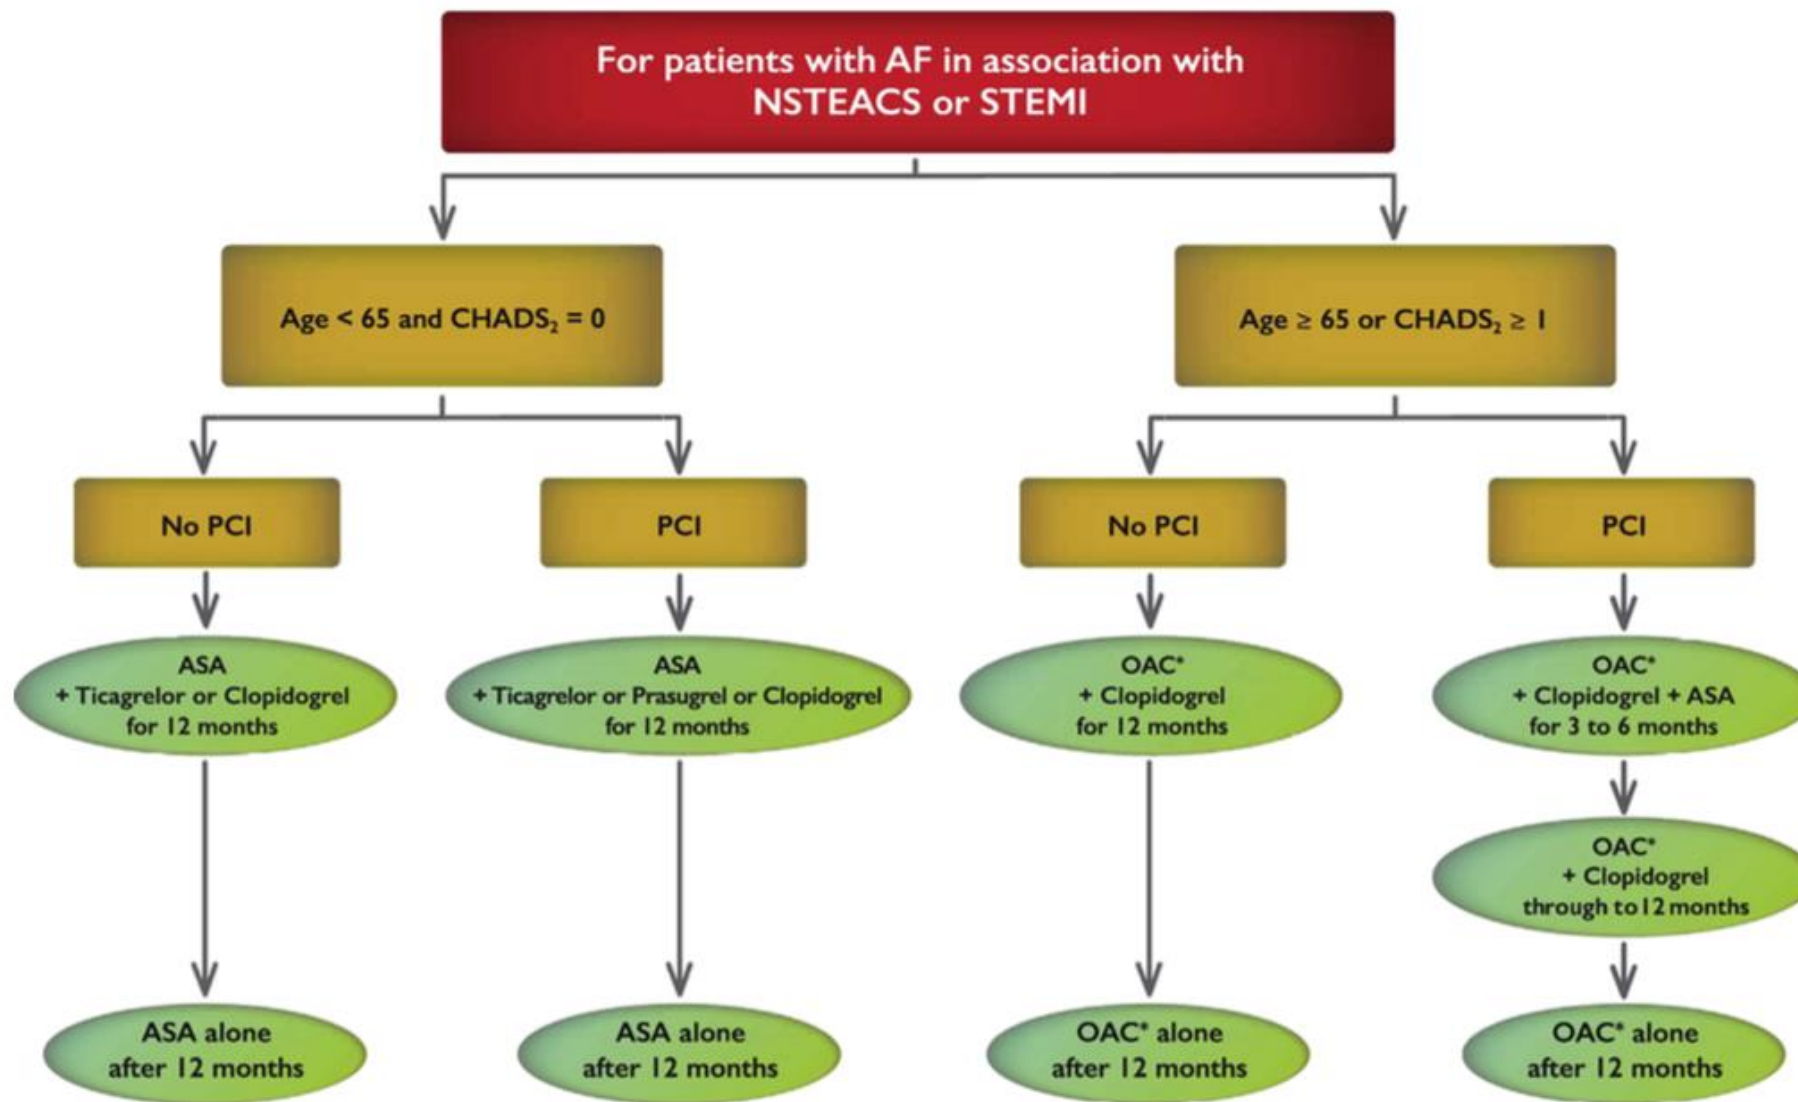 For patients with AF in association with
NSTEACS or STEMI
Age < 65 and CHADS₂ = 0
Age ≥ 65 or CHADS₂ ≥ 1
No PCI
PCI
No PCI
PCI
ASA
+ Ticagrelor or Clopidogrel
for 12 months
ASA
+ Ticagrelor or Prasugrel or Clopidogrel
for 12 months
OAC*
+ Clopidogrel
for 12 months
OAC*
+ Clopidogrel + ASA
for 3 to 6 months
OAC*
+ Clopidogrel
through to 12 months
ASA alone
after 12 months
ASA alone
after 12 months
OAC* alone
after 12 months
OAC* alone
after 12 months